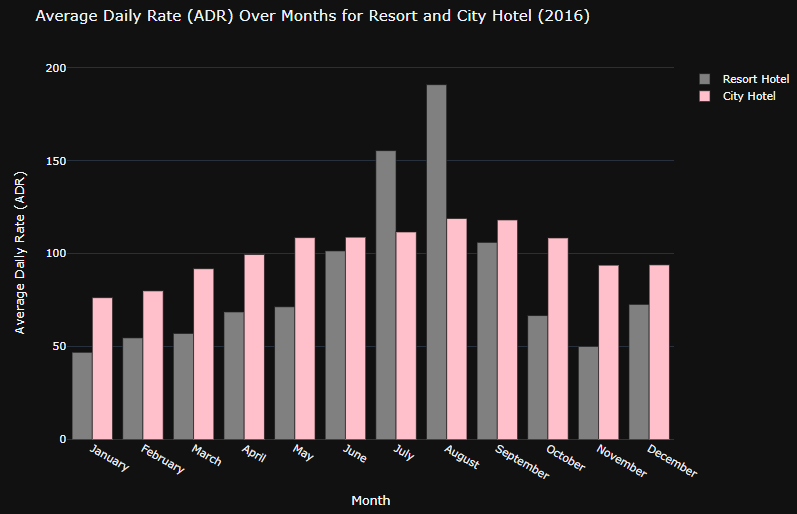 Average Daily Rate (ADR) Over Months for Resort and City Hotel (2016)
Resort Hotel
City Hotel
Average Daily Rate (ADR)
200
150
100
50
0
January
February
March
April
May
June
July
August
September
October
November
December
Month